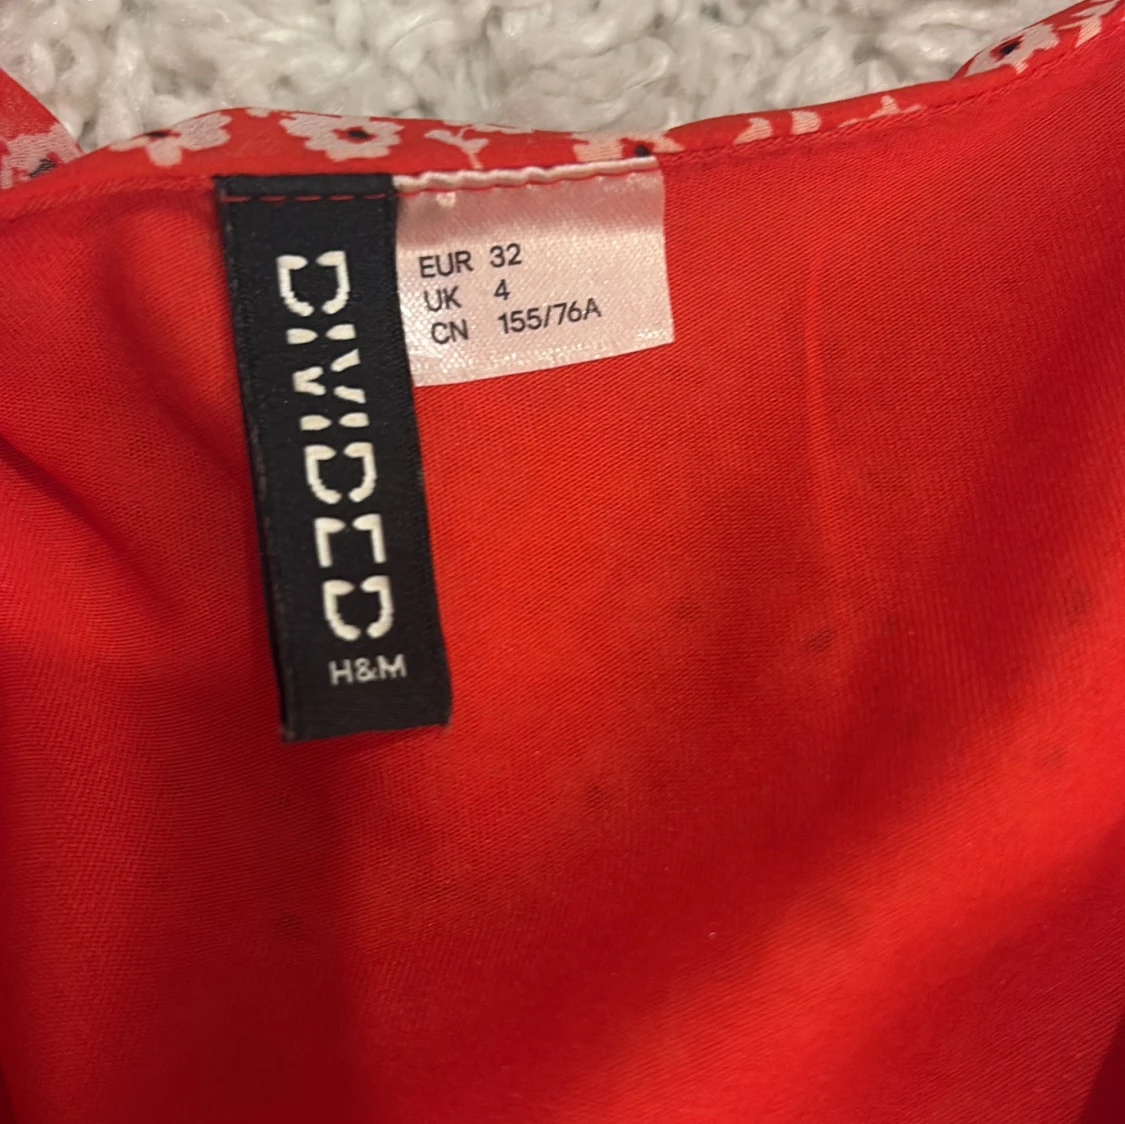 DIVIDED
H&M
EUR 32
UK 4
CN 155/76A